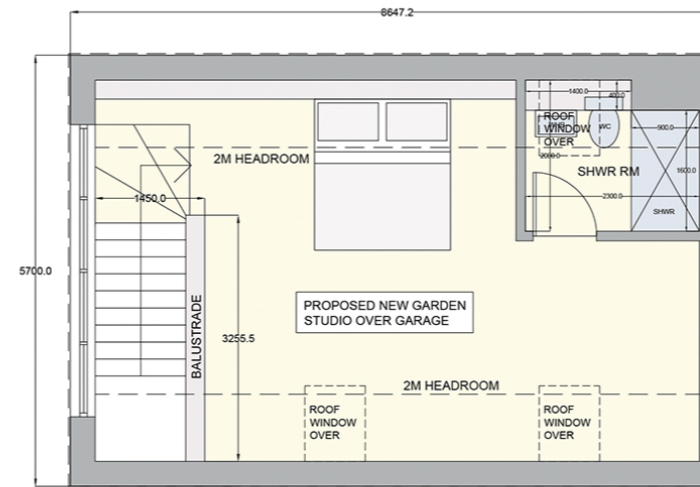 8647.2
1400.0
400.0
ROOF
WINDOW
OVER
WC
900.0
2000.0
2M HEADROOM
SHWR RM
1600.0
1450.0
2300.0
SHWR
5700.0
PROPOSED NEW GARDEN
STUDIO OVER GARAGE
BALUSTRADE
3255.5
2M HEADROOM
ROOF
WINDOW
OVER
ROOF
WINDOW
OVER